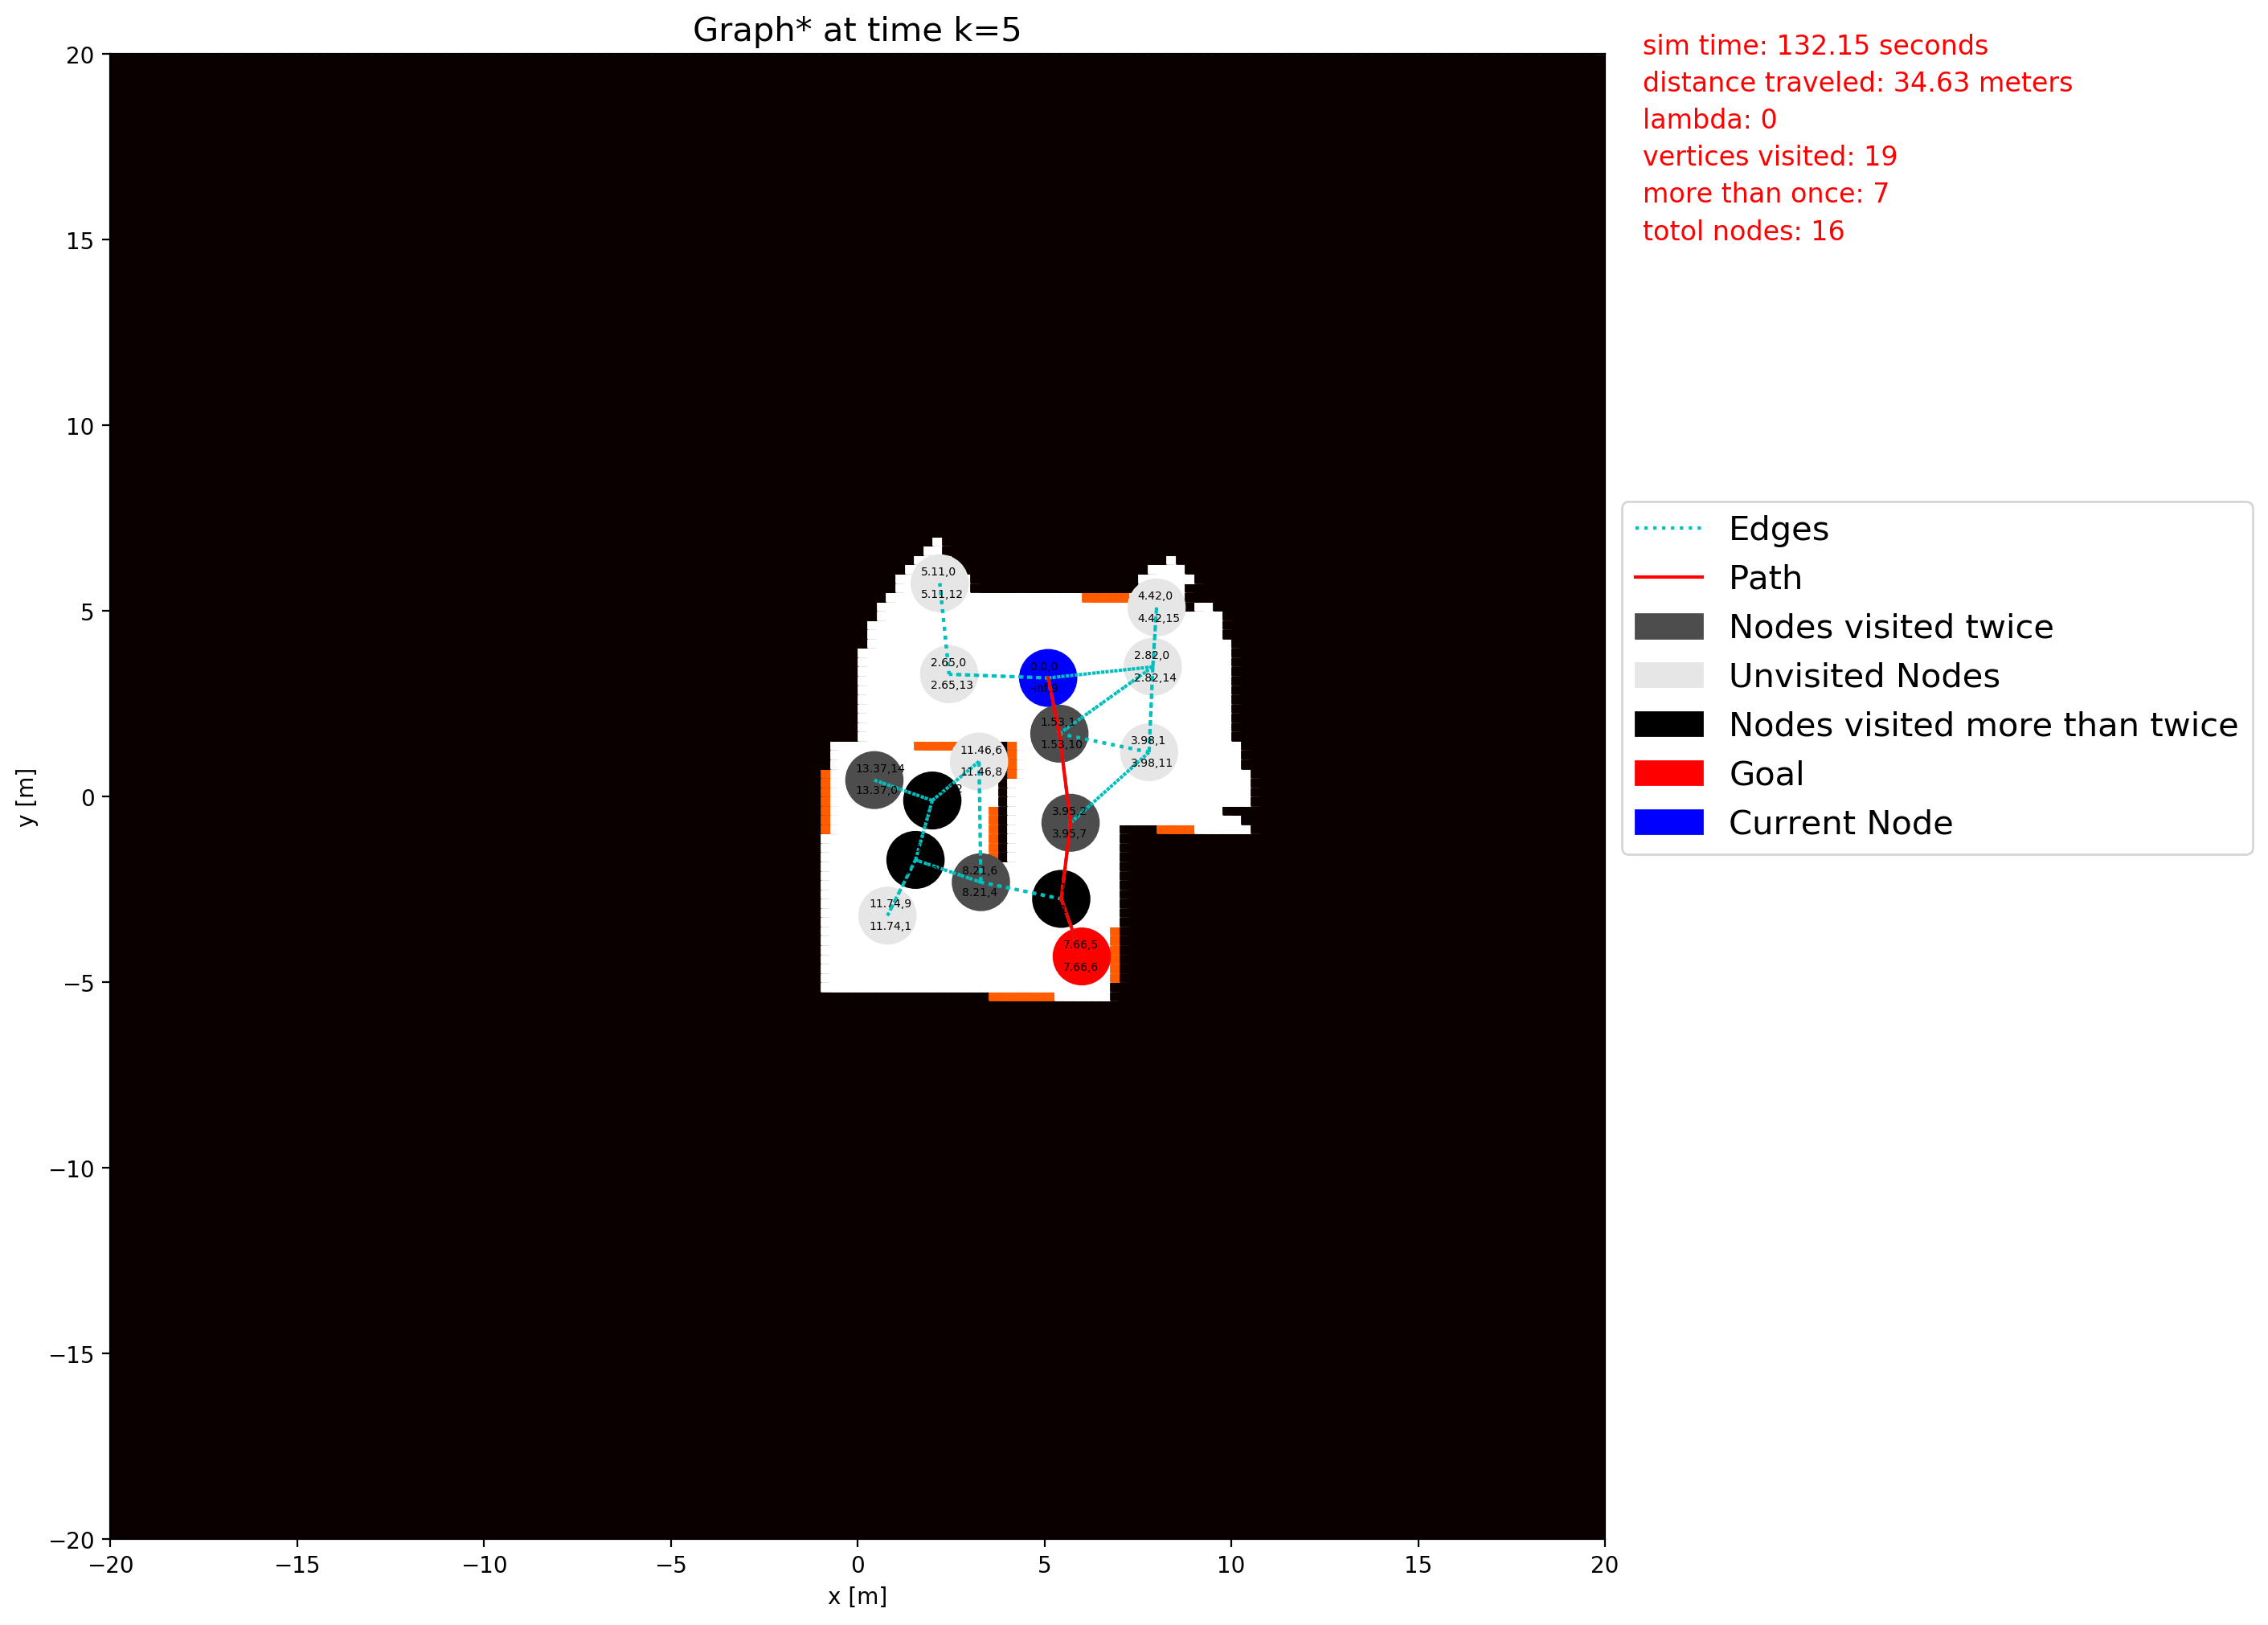 Graph* at time k=5
sim time: 132.15 seconds
distance traveled: 34.63 meters
lambda: 0
vertices visited: 19
more than once: 7
totol nodes: 16
20
15
10
5
0
−5
−10
−15
−20
y [m]
5.11,0
5.11,12
4.42,0
4.42,15
2.65,0
2.65,13
0.0,0
2.82,0
2.82,14
1.53,1
1.53,10
3.98,1
3.98,11
11.46,6
11.46,8
13.37,14
13.37,0
3.95,2
3.95,7
8.21,6
8.21,4
11.74,9
11.74,1
7.66,5
7.66,6
−20
−15
−10
−5
0
5
10
15
20
x [m]
Edges
Path
Nodes visited twice
Unvisited Nodes
Nodes visited more than twice
Goal
Current Node